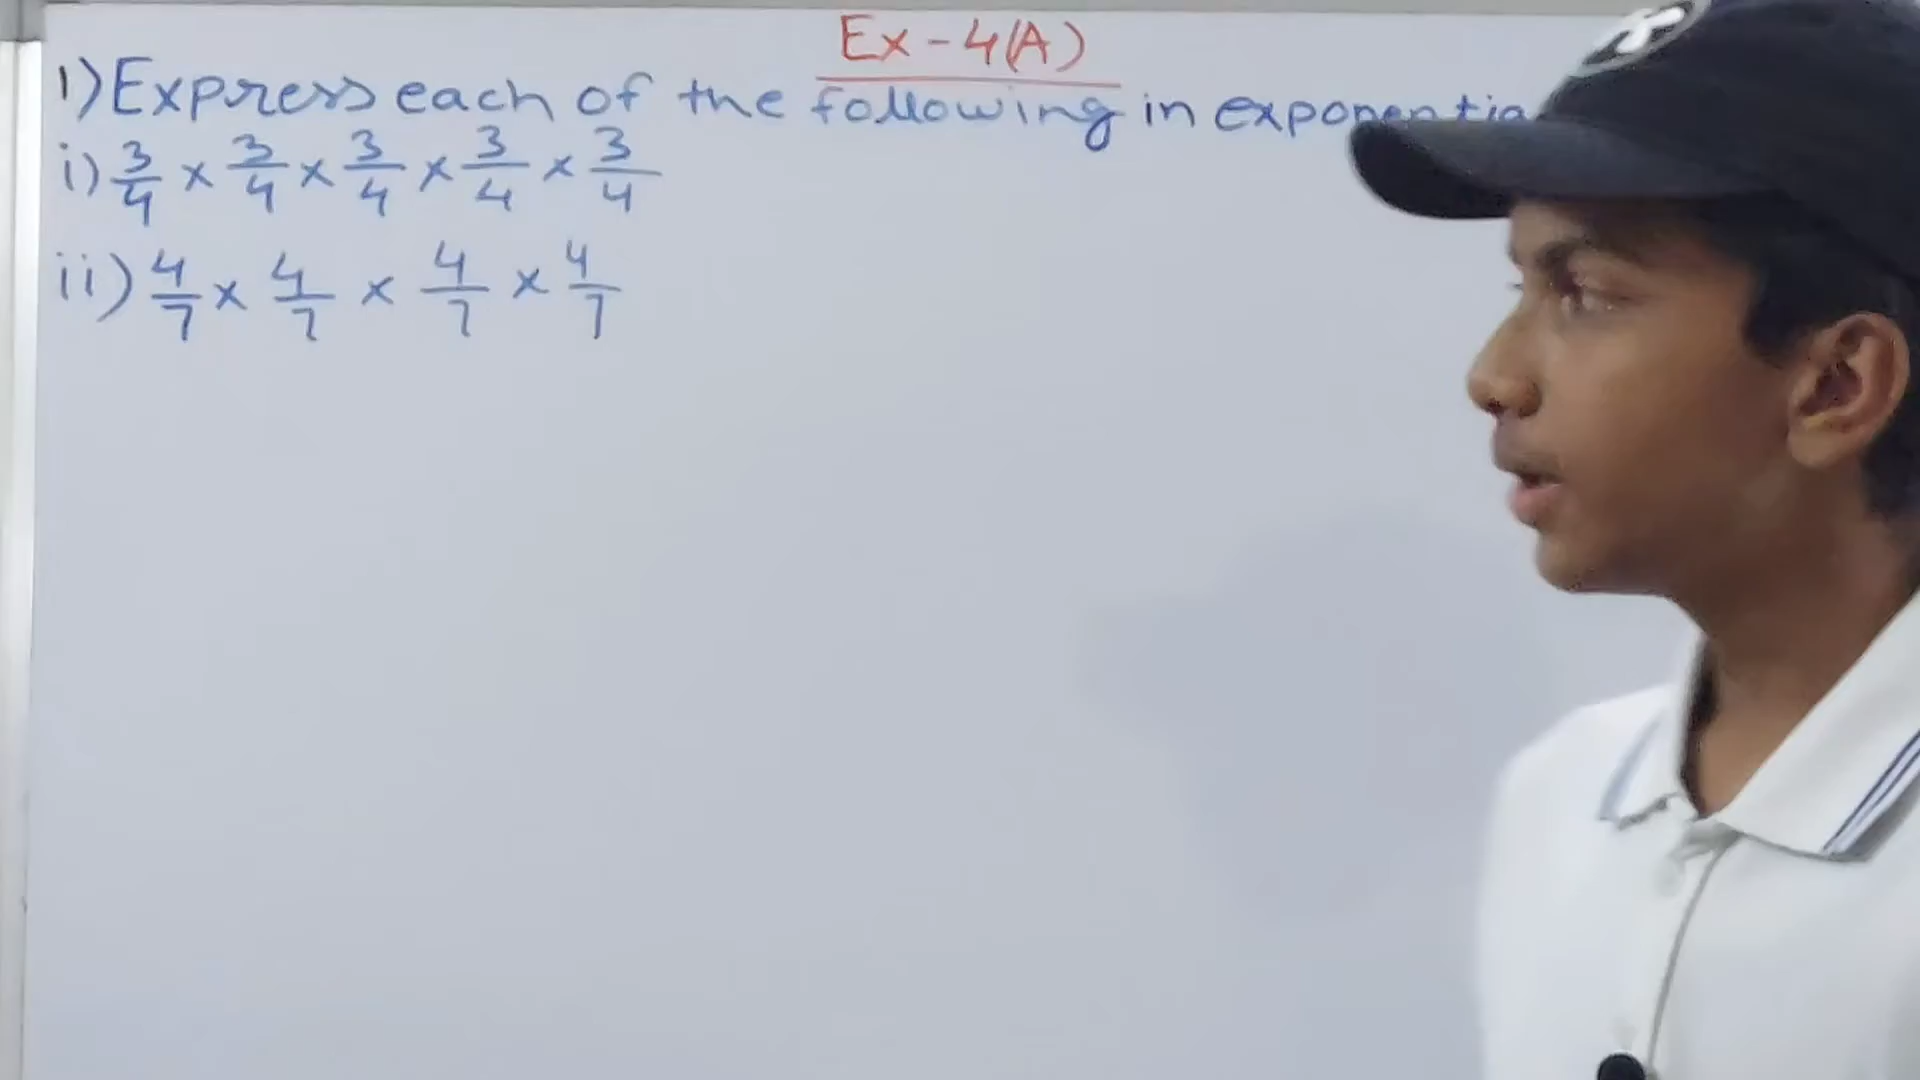 Ex-4(A)
1) Express each of the following in exponentia
i) 3/4 × 3/4 × 3/4 × 3/4 × 3/4
ii) 4/7 × 4/7 × 4/7 × 4/7